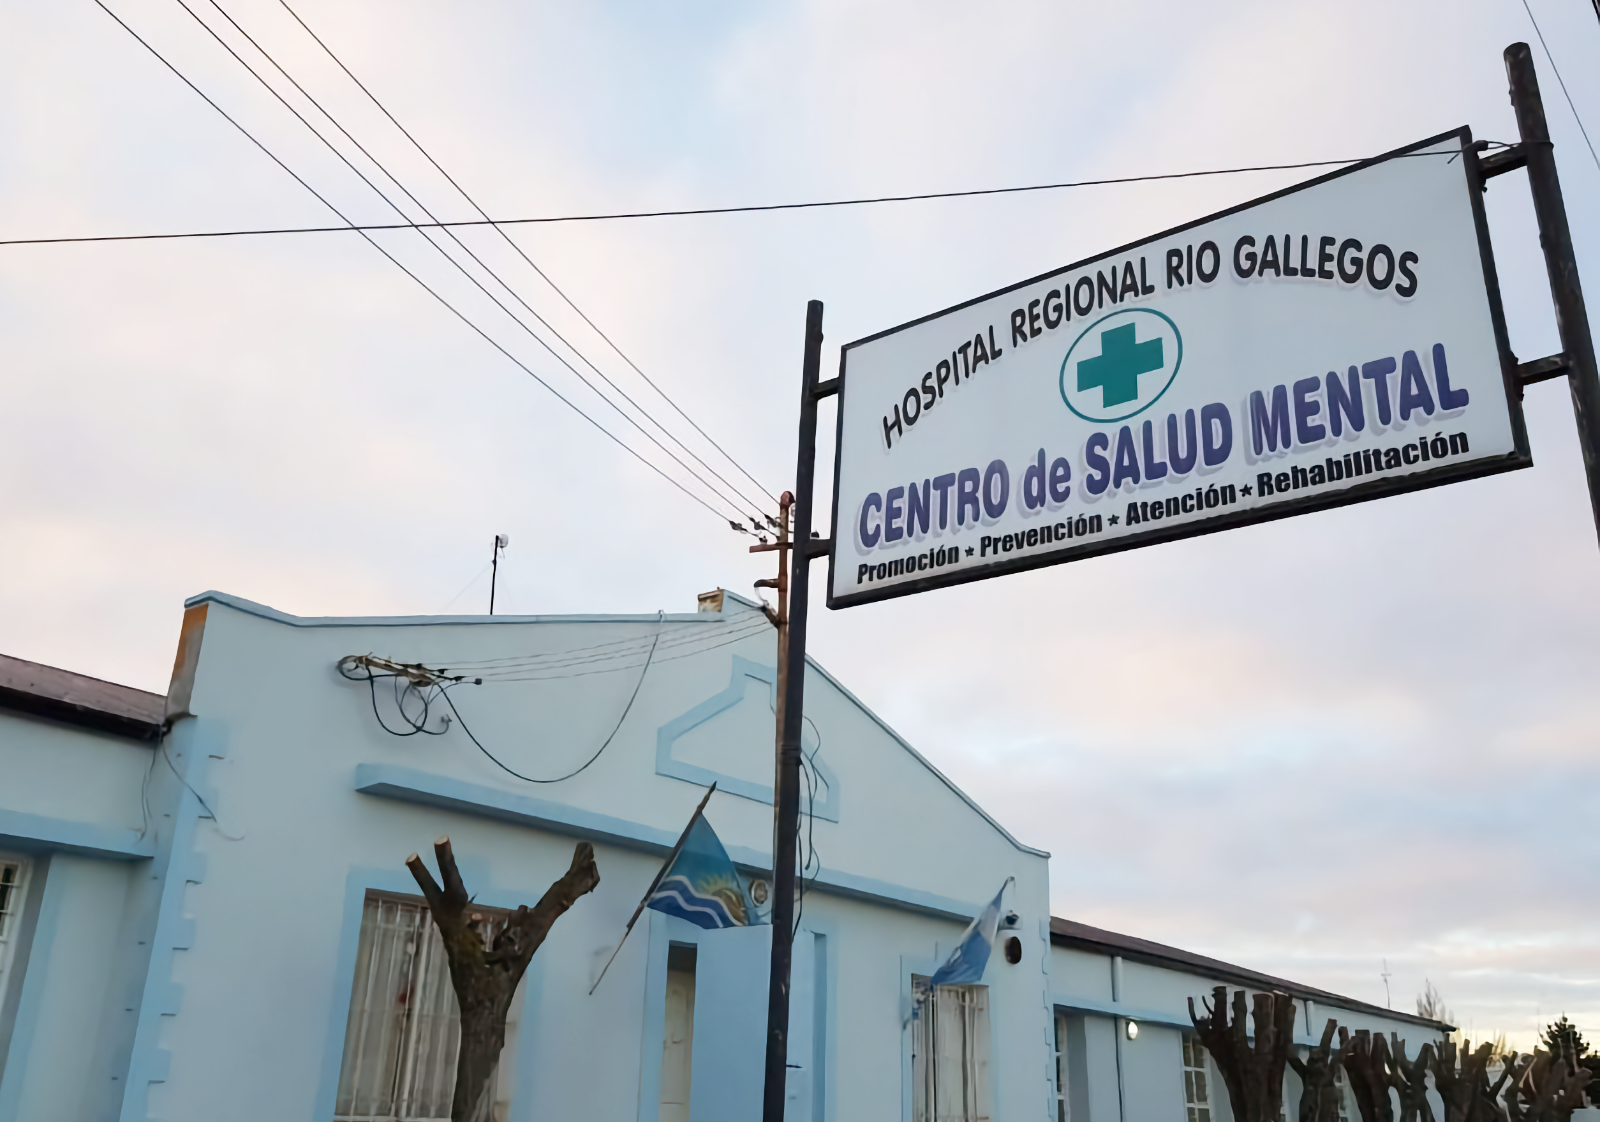 HOSPITAL REGIONAL RIO GALLEGOS
CENTRO de SALUD MENTAL
Promoción * Prevención * Atención * Rehabilitación